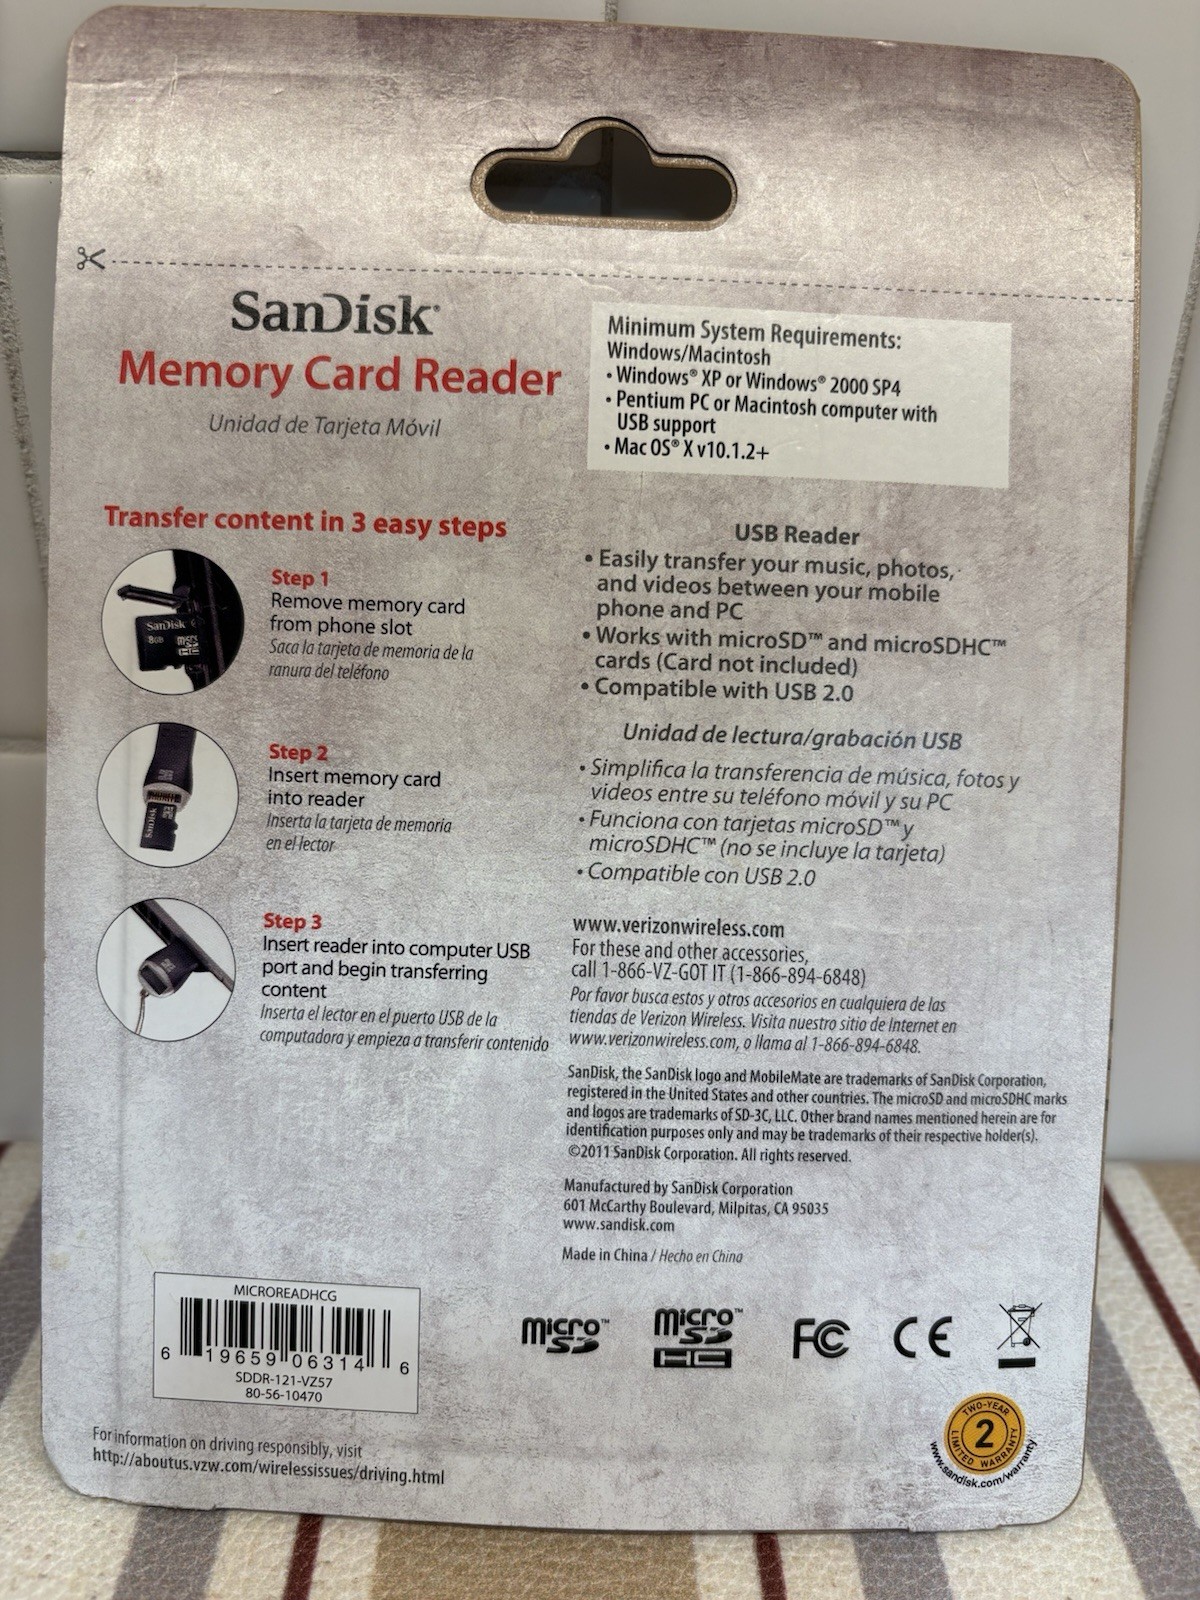 SanDisk®
Memory Card Reader
Unidad de Tarjeta Móvil
Minimum System Requirements:
Windows/Macintosh
• Windows® XP or Windows® 2000 SP4
• Pentium PC or Macintosh computer with
USB support
• Mac OS® X v10.1.2+
Transfer content in 3 easy steps
SanDisk
8GB
micro
SD
HC
Step 1
Remove memory card
from phone slot
Saca la tarjeta de memoria de la
ranura del teléfono
SanDisk
Step 2
Insert memory card
into reader
Inserta la tarjeta de memoria
en el lector
Step 3
Insert reader into computer USB
port and begin transferring
content
Inserta el lector en el puerto USB de la
computadora y empieza a transferir contenido
USB Reader
• Easily transfer your music, photos,
and videos between your mobile
phone and PC
• Works with microSD™ and microSDHC™
cards (Card not included)
• Compatible with USB 2.0
Unidad de lectura/grabación USB
• Simplifica la transferencia de música, fotos y
videos entre su teléfono móvil y su PC
• Funciona con tarjetas microSD™ y
microSDHC™ (no se incluye la tarjeta)
• Compatible con USB 2.0
www.verizonwireless.com
For these and other accessories,
call 1-866-VZ-GOT IT (1-866-894-6848)
Por favor busca estos y otros accesorios en cualquiera de las
tiendas de Verizon Wireless. Visita nuestro sitio de Internet en
www.verizonwireless.com, o llama al 1-866-894-6848.
SanDisk, the SanDisk logo and MobileMate are trademarks of SanDisk Corporation,
registered in the United States and other countries. The microSD and microSDHC marks
and logos are trademarks of SD-3C, LLC. Other brand names mentioned herein are for
identification purposes only and may be trademarks of their respective holder(s).
©2011 SanDisk Corporation. All rights reserved.
Manufactured by SanDisk Corporation
601 McCarthy Boulevard, Milpitas, CA 95035
www.sandisk.com
Made in China / Hecho en China
MICROREADHCG
6 19659 06314 6
SDDR-121-VZ57
80-56-10470
micro™
SD
micro™
SD
HC
FC
CE
TWO-YEAR
2
LIMITED WARRANTY
www.sandisk.com/warranty
For information on driving responsibly, visit
http://aboutus.vzw.com/wirelessissues/driving.html